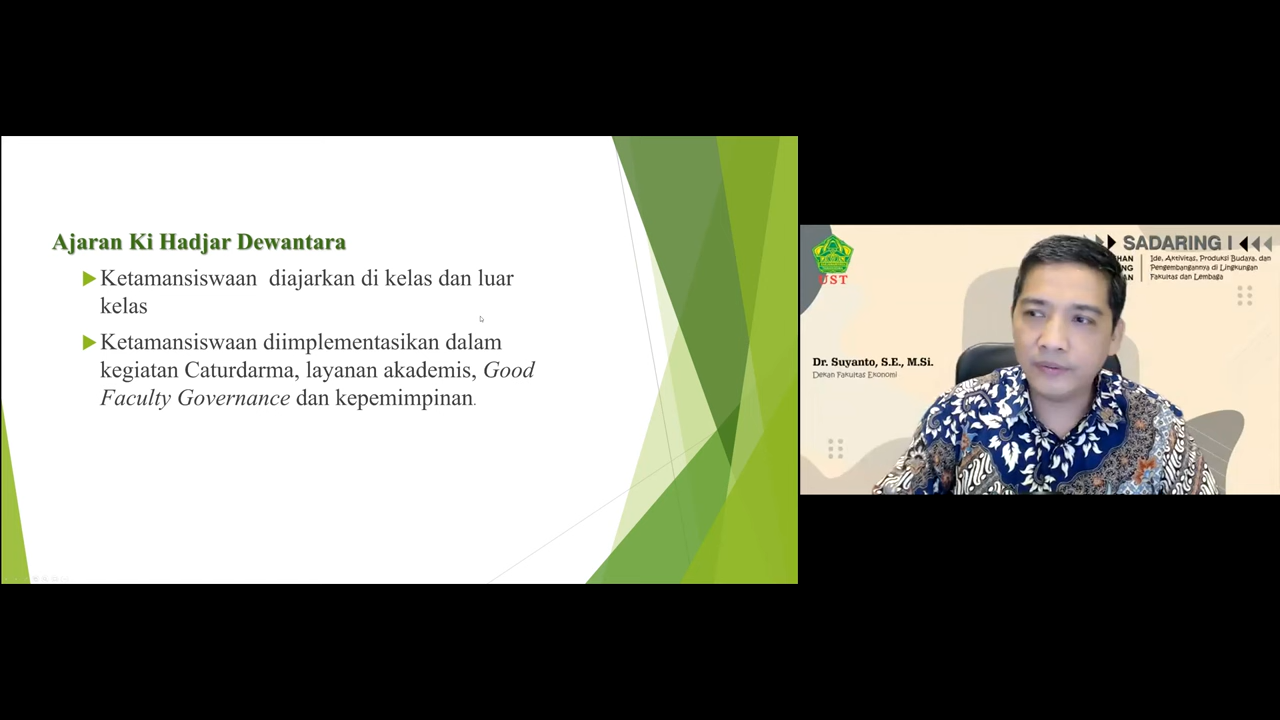 Ajaran Ki Hadjar Dewantara
Ketamansiswaan diajarkan di kelas dan luar
kelas
Ketamansiswaan diimplementasikan dalam
kegiatan Caturdarma, layanan akademis, Good
Faculty Governance dan kepemimpinan.
UST
SADARING I
Ide, Aktivitas, Produksi Budaya, dan
Pengembangannya di Lingkungan
Fakultas dan Lembaga
Dr. Suyanto, S.E., M.Si.
Dekan Fakultas Ekonomi